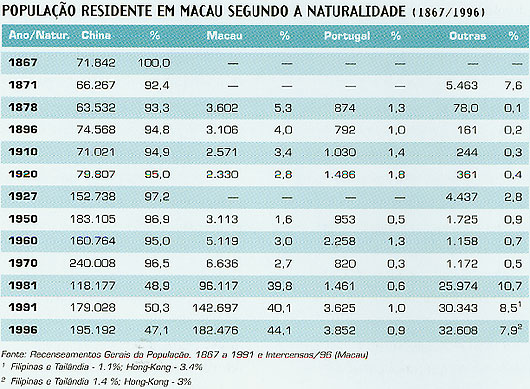 POPULAÇÃO RESIDENTE EM MACAU SEGUNDO A NATURALIDADE (1867/1996)
Ano/Natur. China % Macau % Portugal % Outras %
1867 71.842 100,0 — — — — — —
1871 66.267 92,4 — — — — 5.463 7,6
1878 63.532 93,3 3.602 5,3 874 1,3 78,0 0,1
1896 74.568 94,8 3.106 4,0 792 1,0 161 0,2
1910 71.021 94,9 2.571 3,4 1.030 1,4 244 0,3
1920 79.807 95,0 2.330 2,8 1.486 1,8 361 0,4
1927 152.738 97,2 — — — — 4.437 2,8
1950 183.105 96,9 3.113 1,6 953 0,5 1.725 0,9
1960 160.764 95,0 5.119 3,0 2.258 1,3 1.158 0,7
1970 240.008 96,5 6.636 2,7 820 0,3 1.172 0,5
1981 118.177 48,9 96.117 39,8 1.461 0,6 25.974 10,7
1991 179.028 50,3 142.697 40,1 3.625 1,0 30.343 8,5¹
1996 195.192 47,1 182.476 44,1 3.852 0,9 32.608 7,9²
Fonte: Recenseamentos Gerais da População. 1867 a 1991 e Intercensos/96 (Macau)
¹ Filipinas e Tailândia - 1.1%; Hong-Kong - 3.4%
² Filipinas e Tailândia 1.4 %; Hong-Kong - 3%